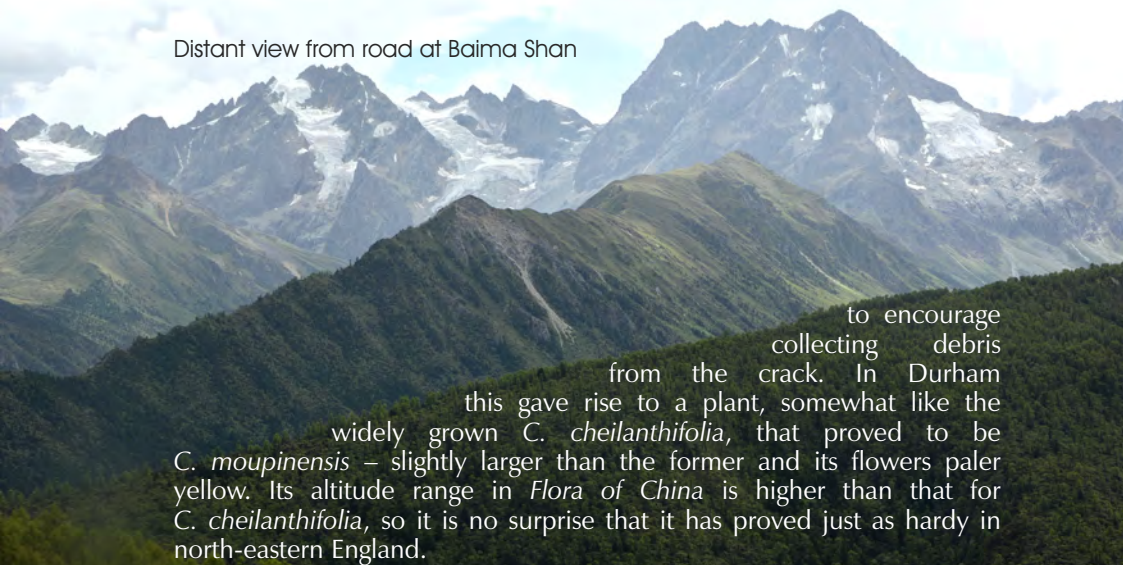 Distant view from road at Baima Shan
to encourage
collecting debris
from the crack. In Durham
this gave rise to a plant, somewhat like the
widely grown C. cheilanthifolia, that proved to be
C. moupinensis – slightly larger than the former and its flowers paler
yellow. Its altitude range in Flora of China is higher than that for
C. cheilanthifolia, so it is no surprise that it has proved just as hardy in
north-eastern England.